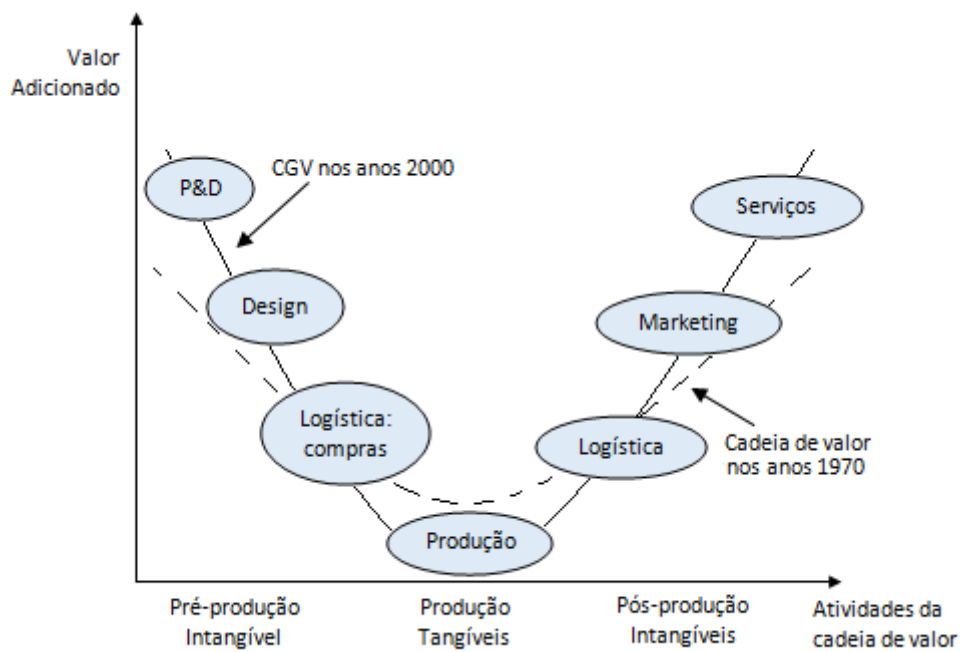 Valor
Adicionado
P&D
CGV nos anos 2000
Serviços
Design
Marketing
Logística:
compras
Logística
Cadeia de valor
nos anos 1970
Produção
Pré-produção
Intangível
Produção
Tangíveis
Pós-produção
Intangíveis
Atividades da
cadeia de valor